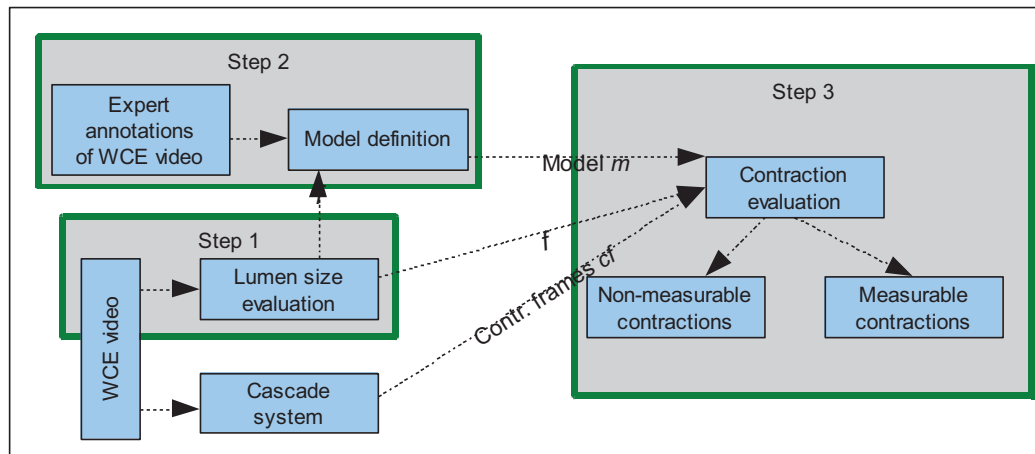 Step 2
Expert
annotations
of WCE video
Model definition
Step 1
WCE video
Lumen size
evaluation
Cascade
system
Model m
f
Contr. frames cf
Step 3
Contraction
evaluation
Non-measurable
contractions
Measurable
contractions